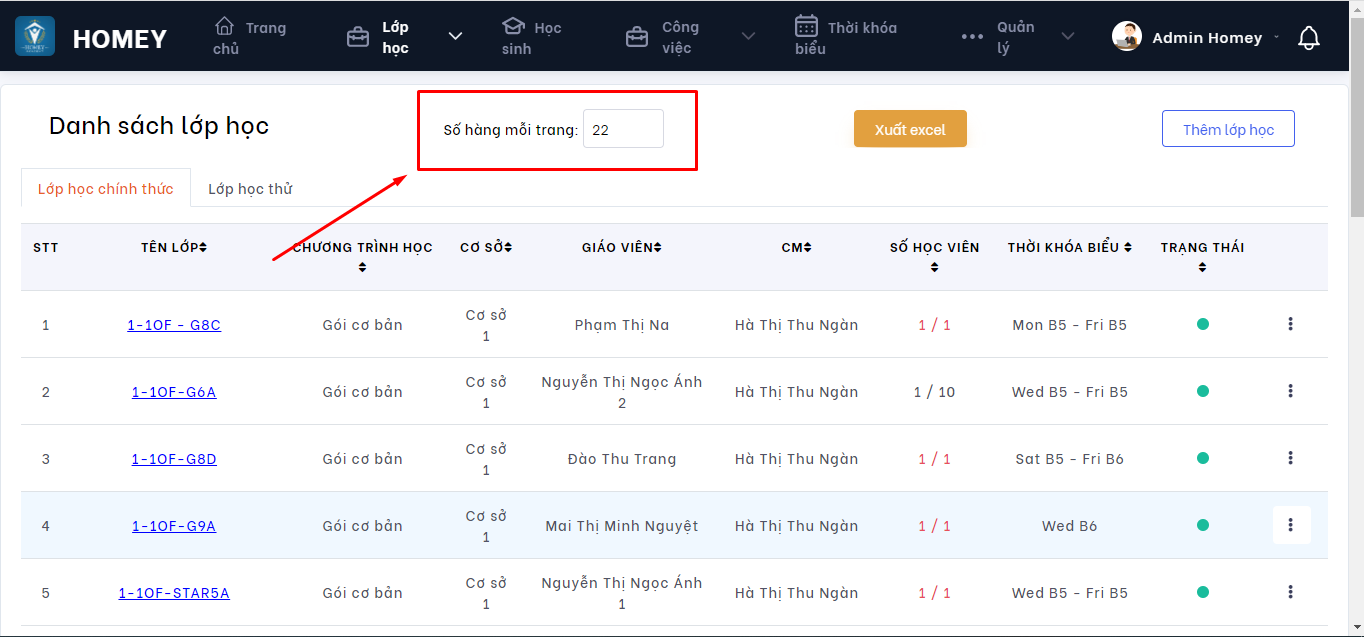 HOMEY
Trang chủ
Lớp học
Học sinh
Công việc
Thời khóa biểu
Quản lý
Admin Homey
Danh sách lớp học
Số hàng mỗi trang: 22
Xuất excel
Thêm lớp học
Lớp học chính thức
Lớp học thử
STT TÊN LỚP CHƯƠNG TRÌNH HỌC CƠ SỞ GIÁO VIÊN CM SỐ HỌC VIÊN THỜI KHÓA BIỂU TRẠNG THÁI
1 1-1OF - G8C Gói cơ bản Cơ sở 1 Phạm Thị Na Hà Thị Thu Ngàn 1 / 1 Mon B5 - Fri B5
2 1-1OF-G6A Gói cơ bản Cơ sở 1 Nguyễn Thị Ngọc Ánh 2 Hà Thị Thu Ngàn 1 / 10 Wed B5 - Fri B5
3 1-1OF-G8D Gói cơ bản Cơ sở 1 Đào Thu Trang Hà Thị Thu Ngàn 1 / 1 Sat B5 - Fri B6
4 1-1OF-G9A Gói cơ bản Cơ sở 1 Mai Thị Minh Nguyệt Hà Thị Thu Ngàn 1 / 1 Wed B6
5 1-1OF-STAR5A Gói cơ bản Cơ sở 1 Nguyễn Thị Ngọc Ánh 1 Hà Thị Thu Ngàn 1 / 1 Wed B5 - Fri B5